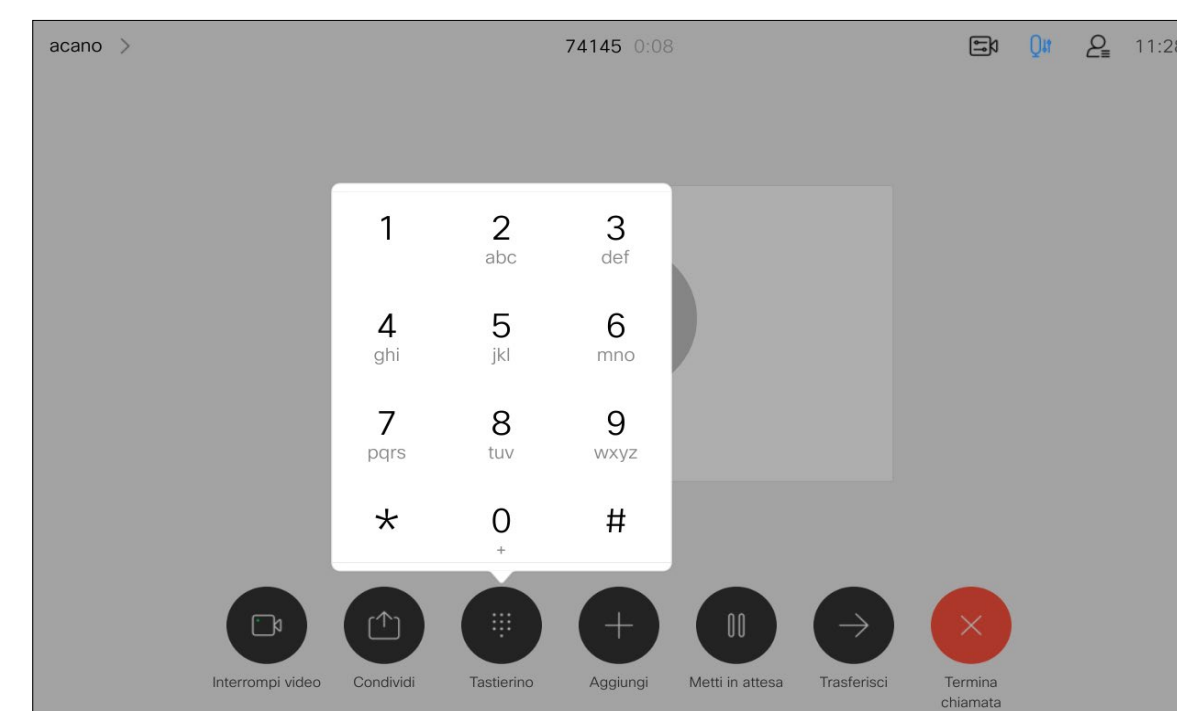 acano 74145 0:08 11:28
1 2 3
abc def
4 5 6
ghi jkl mno
7 8 9
pqrs tuv wxyz
* 0 #
+
Interrompi video Condividi Tastierino Aggiungi Metti in attesa Trasferisci Termina
chiamata